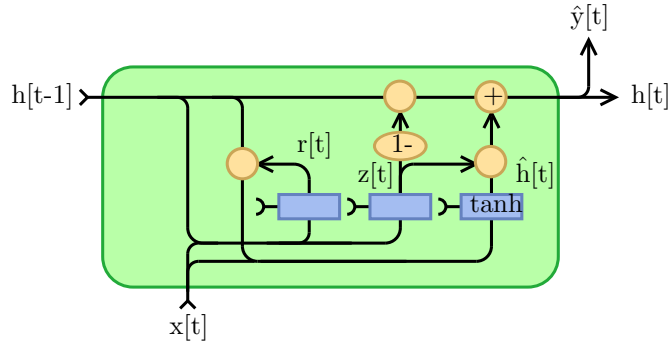 ŷ[t]
h[t-1]
+
h[t]
r[t]
1-
z[t]
ĥ[t]
tanh
x[t]